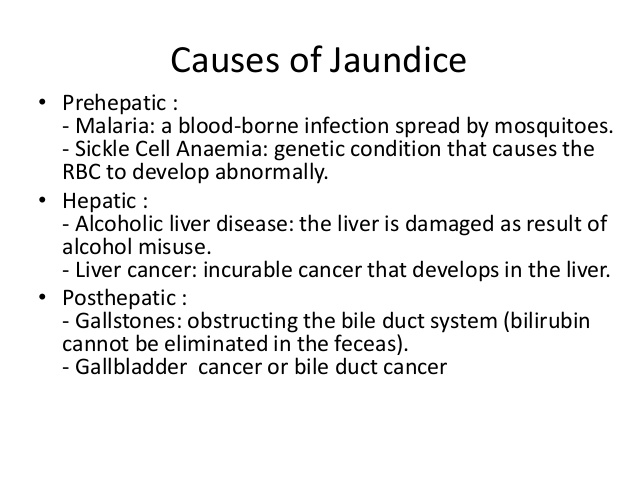 Causes of Jaundice
• Prehepatic :
- Malaria: a blood-borne infection spread by mosquitoes.
- Sickle Cell Anaemia: genetic condition that causes the
RBC to develop abnormally.
• Hepatic :
- Alcoholic liver disease: the liver is damaged as result of
alcohol misuse.
- Liver cancer: incurable cancer that develops in the liver.
• Posthepatic :
- Gallstones: obstructing the bile duct system (bilirubin
cannot be eliminated in the feceas).
- Gallbladder  cancer or bile duct cancer